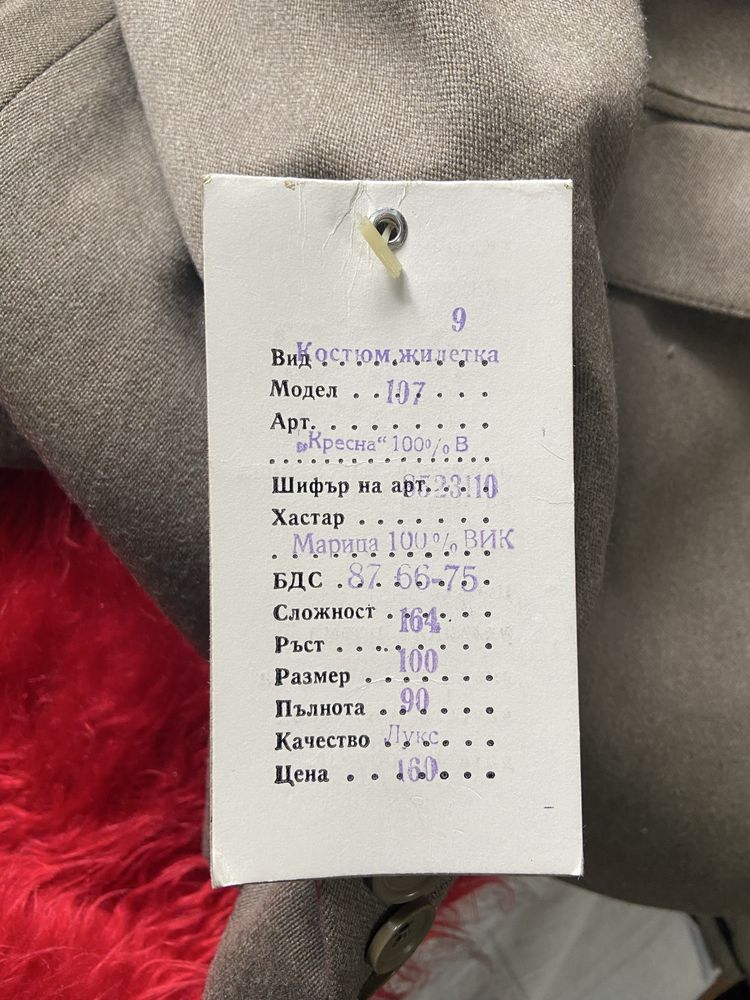 9
Вид Костюм жилетка
Модел 107
Арт.
„Кресна“ 100% В
Шифър на арт. 3523110
Хастар
Марица 100% ВИК
БДС 87 66-75
Сложност 164
Ръст 100
Размер
Пълнота 90
Качество Лукс
Цена 160